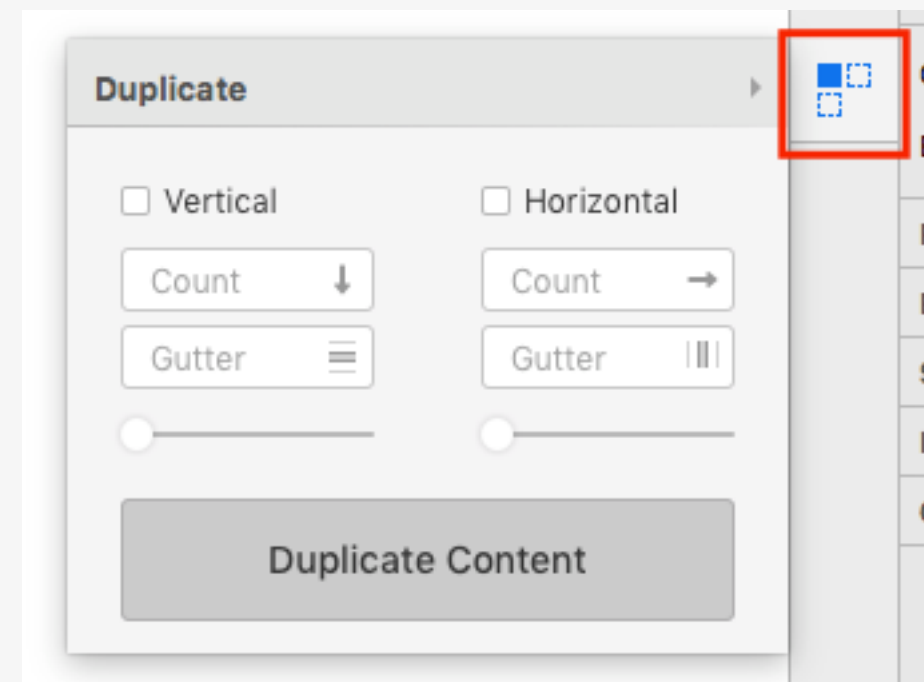 Duplicate
Vertical
Horizontal
Count
Count
Gutter
Gutter
Duplicate Content